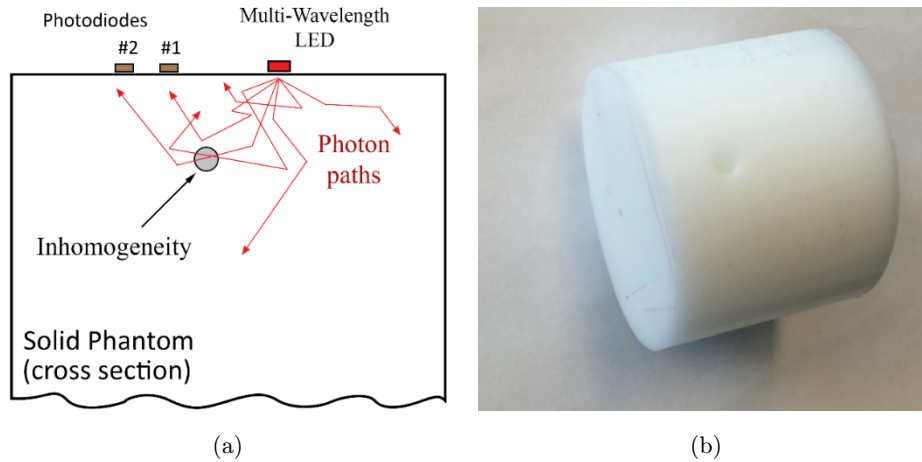 Photodiodes
#2 #1
Multi-Wavelength
LED
Photon
paths
Inhomogeneity
Solid Phantom
(cross section)
(a)
(b)